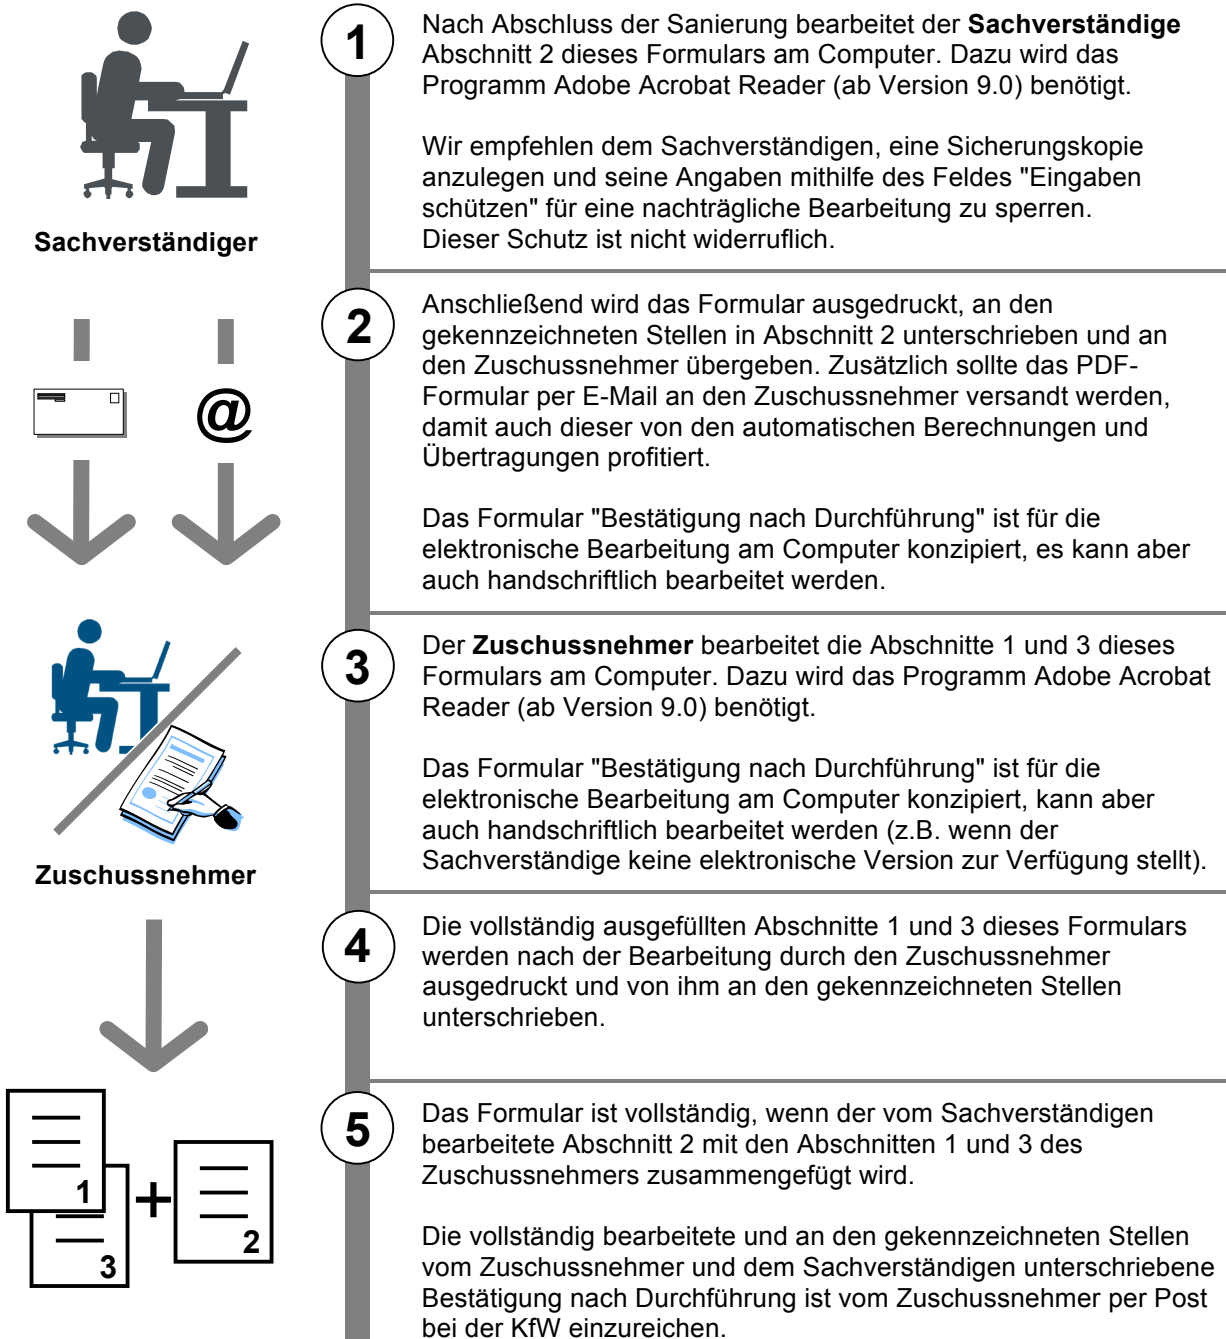 1
Nach Abschluss der Sanierung bearbeitet der Sachverständige
Abschnitt 2 dieses Formulars am Computer. Dazu wird das
Programm Adobe Acrobat Reader (ab Version 9.0) benötigt.
Wir empfehlen dem Sachverständigen, eine Sicherungskopie
anzulegen und seine Angaben mithilfe des Feldes "Eingaben
schützen" für eine nachträgliche Bearbeitung zu sperren.
Dieser Schutz ist nicht widerruflich.
Sachverständiger
2
Anschließend wird das Formular ausgedruckt, an den
gekennzeichneten Stellen in Abschnitt 2 unterschrieben und an
den Zuschussnehmer übergeben. Zusätzlich sollte das PDF-
Formular per E-Mail an den Zuschussnehmer versandt werden,
damit auch dieser von den automatischen Berechnungen und
Übertragungen profitiert.
Das Formular "Bestätigung nach Durchführung" ist für die
elektronische Bearbeitung am Computer konzipiert, es kann aber
auch handschriftlich bearbeitet werden.
@
3
Der Zuschussnehmer bearbeitet die Abschnitte 1 und 3 dieses
Formulars am Computer. Dazu wird das Programm Adobe Acrobat
Reader (ab Version 9.0) benötigt.
Das Formular "Bestätigung nach Durchführung" ist für die
elektronische Bearbeitung am Computer konzipiert, kann aber
auch handschriftlich bearbeitet werden (z.B. wenn der
Sachverständige keine elektronische Version zur Verfügung stellt).
Zuschussnehmer
4
Die vollständig ausgefüllten Abschnitte 1 und 3 dieses Formulars
werden nach der Bearbeitung durch den Zuschussnehmer
ausgedruckt und von ihm an den gekennzeichneten Stellen
unterschrieben.
5
Das Formular ist vollständig, wenn der vom Sachverständigen
bearbeitete Abschnitt 2 mit den Abschnitten 1 und 3 des
Zuschussnehmers zusammengefügt wird.
Die vollständig bearbeitete und an den gekennzeichneten Stellen
vom Zuschussnehmer und dem Sachverständigen unterschriebene
Bestätigung nach Durchführung ist vom Zuschussnehmer per Post
bei der KfW einzureichen.
1
+
2
3